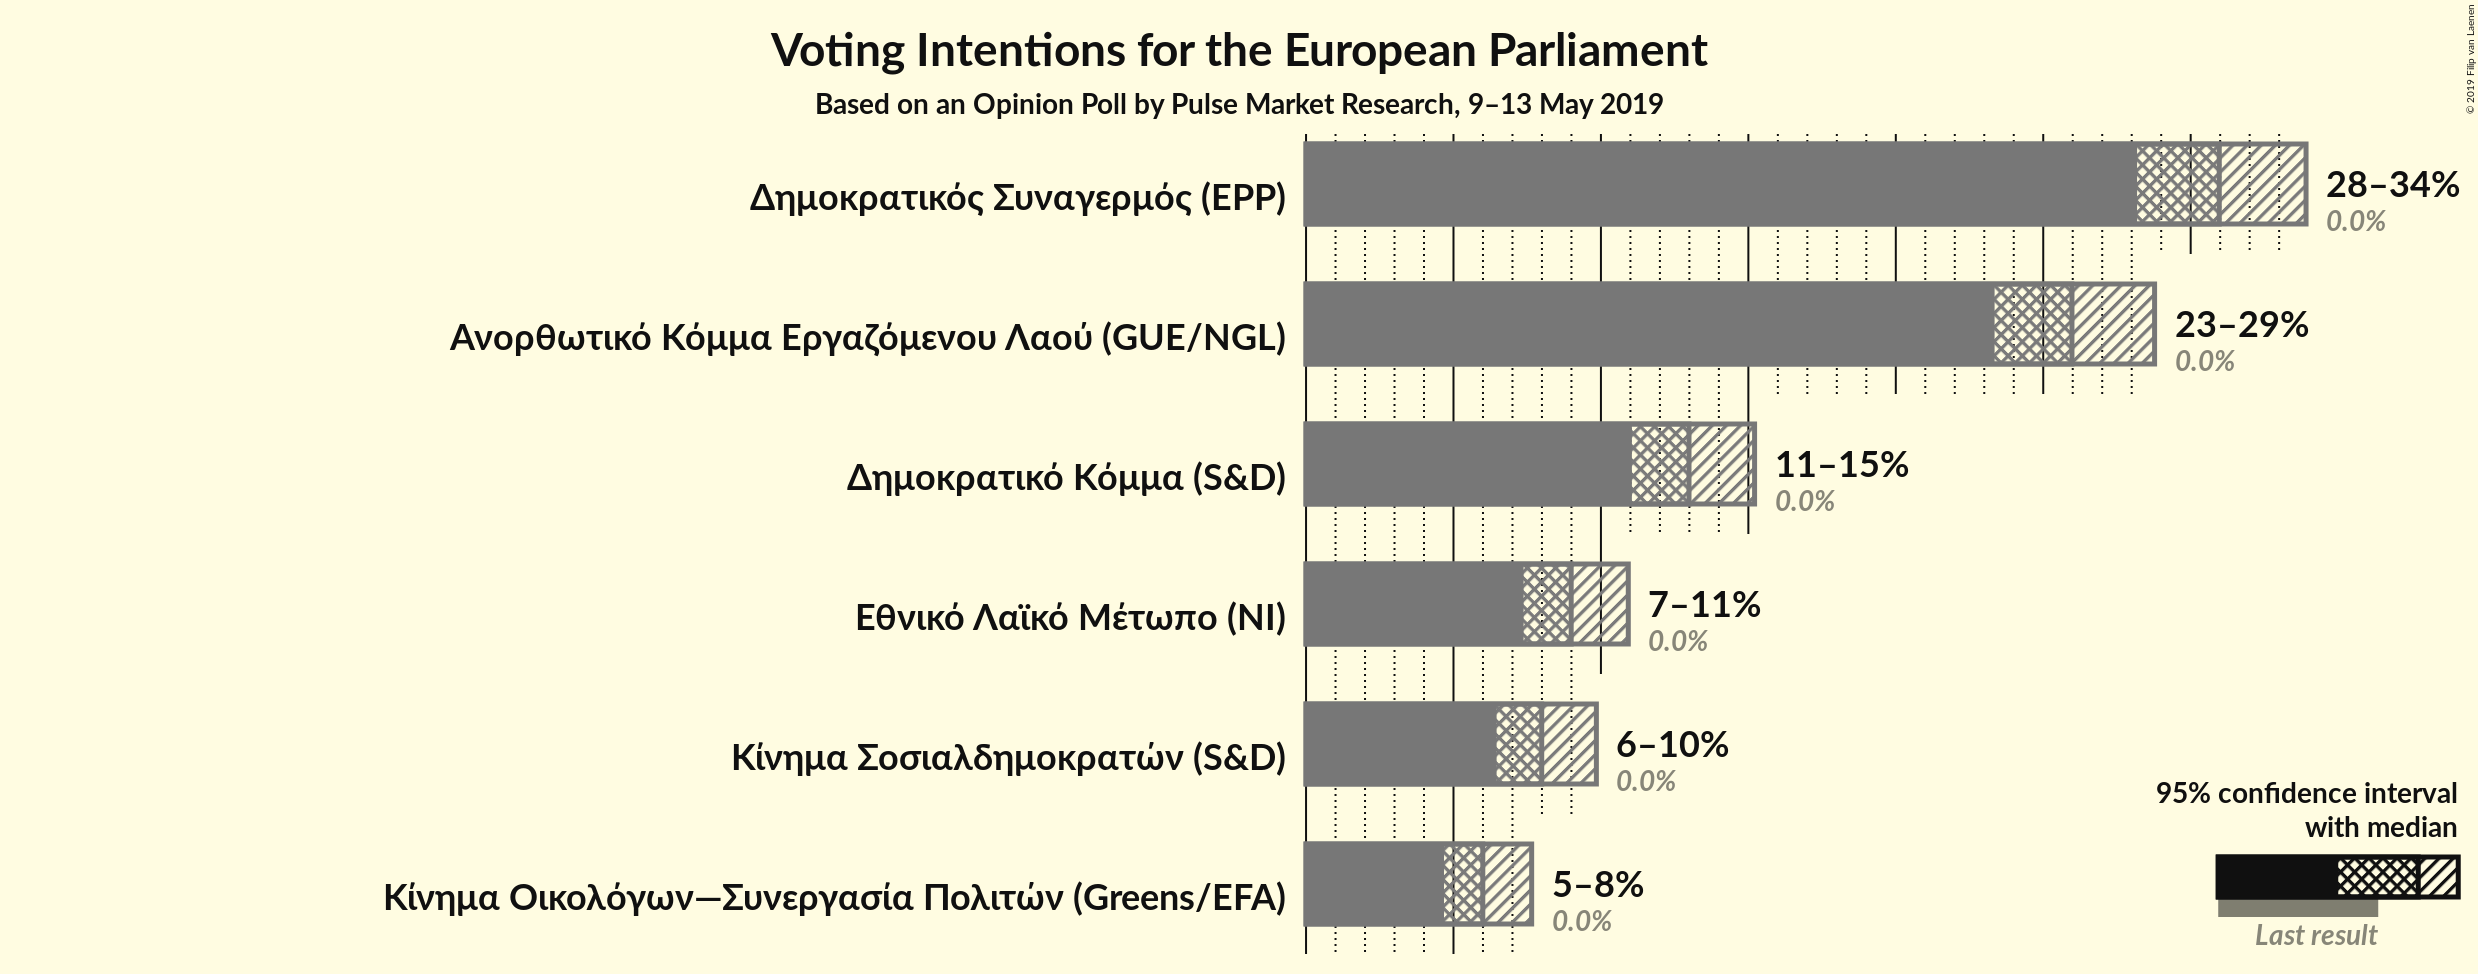 Voting Intentions for the European Parliament
Based on an Opinion Poll by Pulse Market Research, 9–13 May 2019
© 2019 Filip van Laenen
Δημοκρατικός Συναγερμός (EPP)
28–34%
0.0%
Ανορθωτικό Κόμμα Εργαζόμενου Λαού (GUE/NGL)
23–29%
0.0%
Δημοκρατικό Κόμμα (S&D)
11–15%
0.0%
Εθνικό Λαϊκό Μέτωπο (NI)
7–11%
0.0%
Κίνημα Σοσιαλδημοκρατών (S&D)
6–10%
0.0%
Κίνημα Οικολόγων—Συνεργασία Πολιτών (Greens/EFA)
5–8%
0.0%
95% confidence interval
with median
Last result